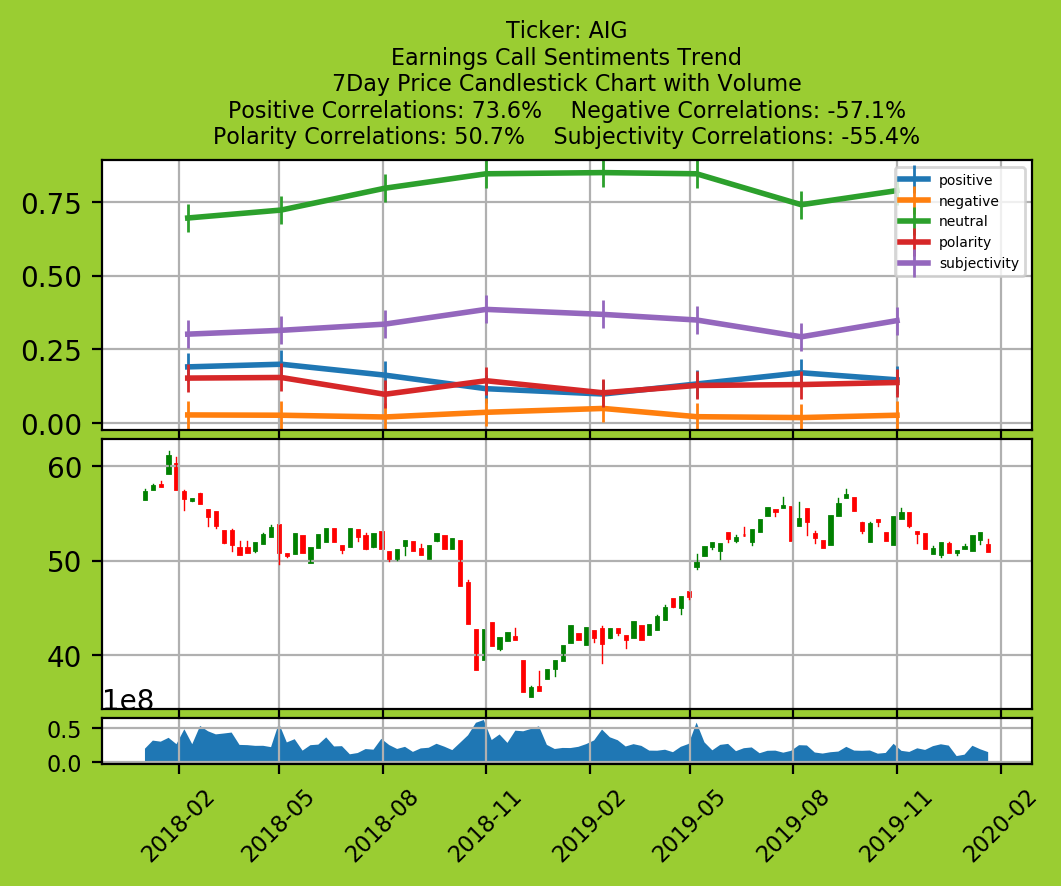 Ticker: AIG
Earnings Call Sentiments Trend
7Day Price Candlestick Chart with Volume
Positive Correlations: 73.6%    Negative Correlations: -57.1%
Polarity Correlations: 50.7%    Subjectivity Correlations: -55.4%
0.75
0.50
0.25
0.00
positive
negative
neutral
polarity
subjectivity
60
50
40
1e8
0.5
0.0
2018-02
2018-05
2018-08
2018-11
2019-02
2019-05
2019-08
2019-11
2020-02